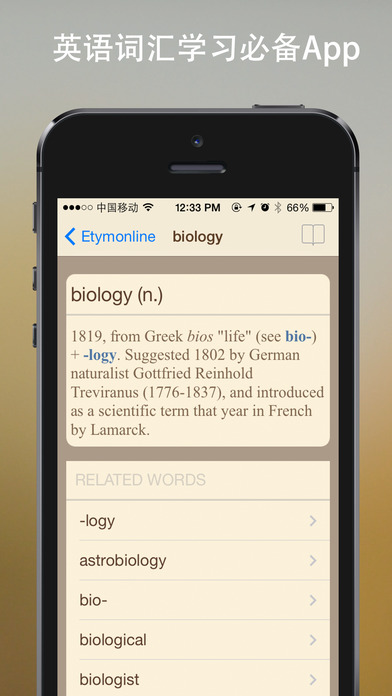 英语词汇学习必备App
中国移动 12:33 PM 66%
Etymonline biology
biology (n.)
1819, from Greek bios "life" (see bio-)
+ -logy. Suggested 1802 by German
naturalist Gottfried Reinhold
Treviranus (1776-1837), and introduced
as a scientific term that year in French
by Lamarck.
RELATED WORDS
-logy
astrobiology
bio-
biological
biologist